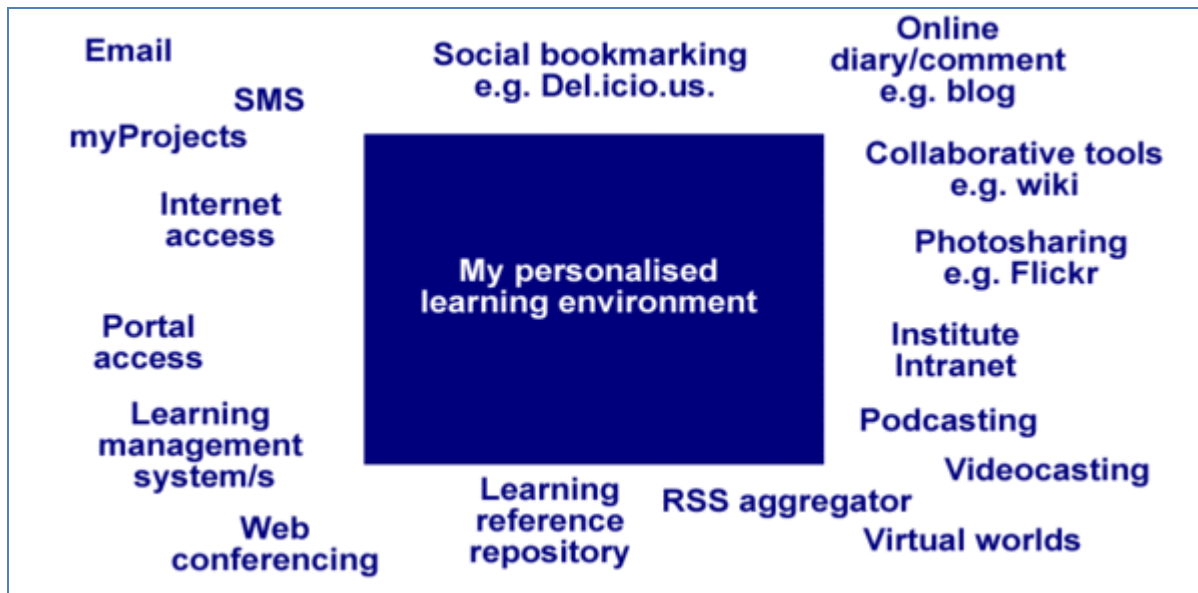 Email
SMS
myProjects
Internet
access
Portal
access
Learning
management
system/s
Web
conferencing
Social bookmarking
e.g. Del.icio.us.
My personalised
learning environment
Learning
reference
repository
RSS aggregator
Online
diary/comment
e.g. blog
Collaborative tools
e.g. wiki
Photosharing
e.g. Flickr
Institute
Intranet
Podcasting
Videocasting
Virtual worlds